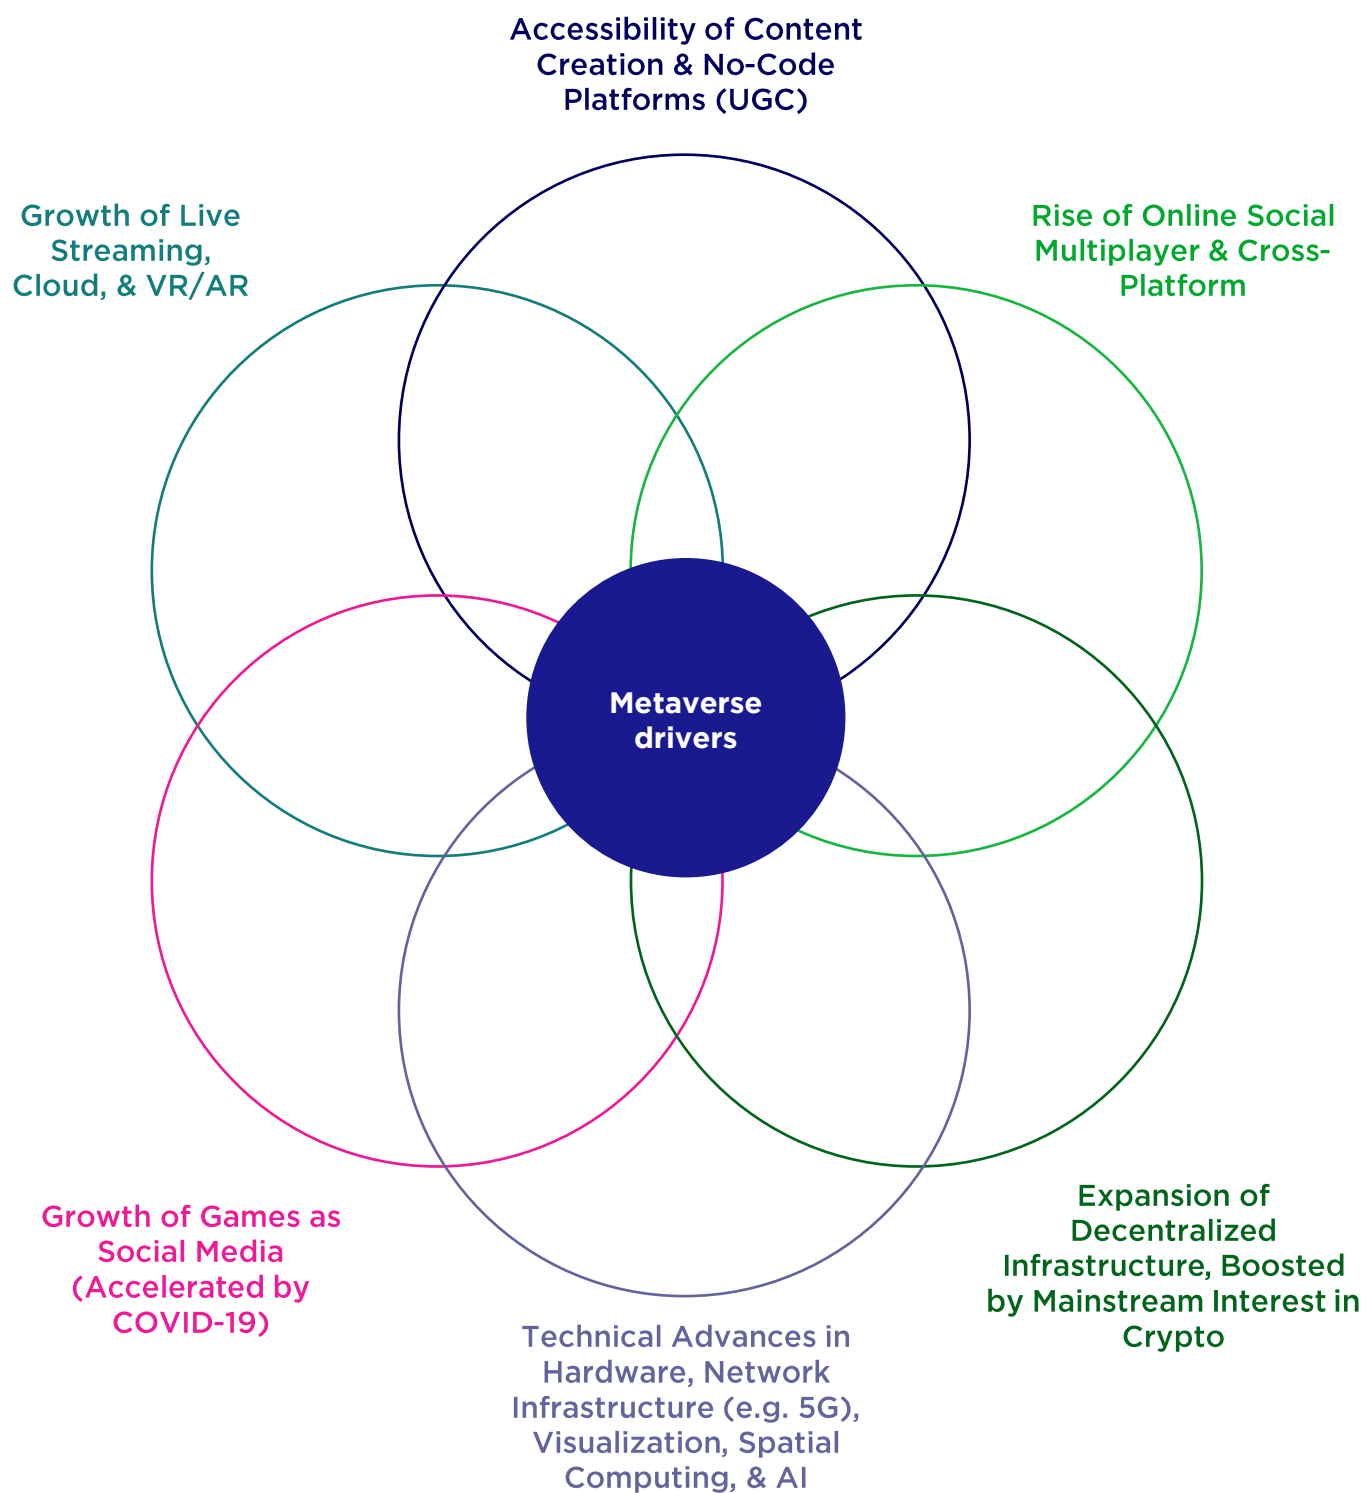 Accessibility of Content
Creation & No-Code
Platforms (UGC)
Growth of Live
Streaming,
Cloud, & VR/AR
Rise of Online Social
Multiplayer & Cross-
Platform
Metaverse
drivers
Growth of Games as
Social Media
(Accelerated by
COVID-19)
Expansion of
Decentralized
Infrastructure, Boosted
by Mainstream Interest in
Crypto
Technical Advances in
Hardware, Network
Infrastructure (e.g. 5G),
Visualization, Spatial
Computing, & AI